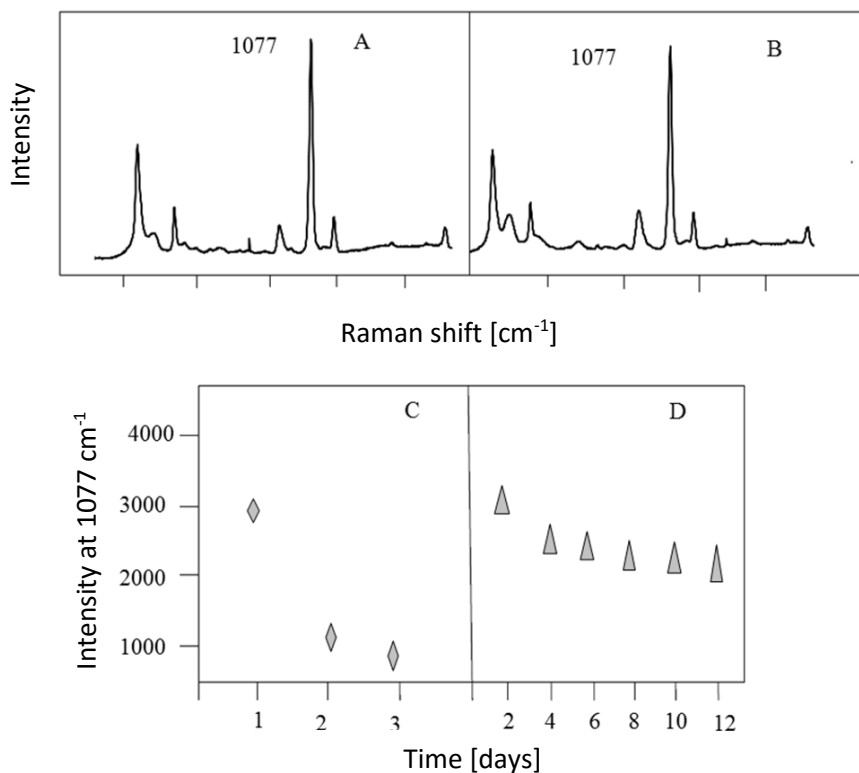 1077 A
1077 B
Intensity
Raman shift [cm-1]
C D
4000
3000
2000
1000
Intensity at 1077 cm-1
1 2 3 2 4 6 8 10 12
Time [days]